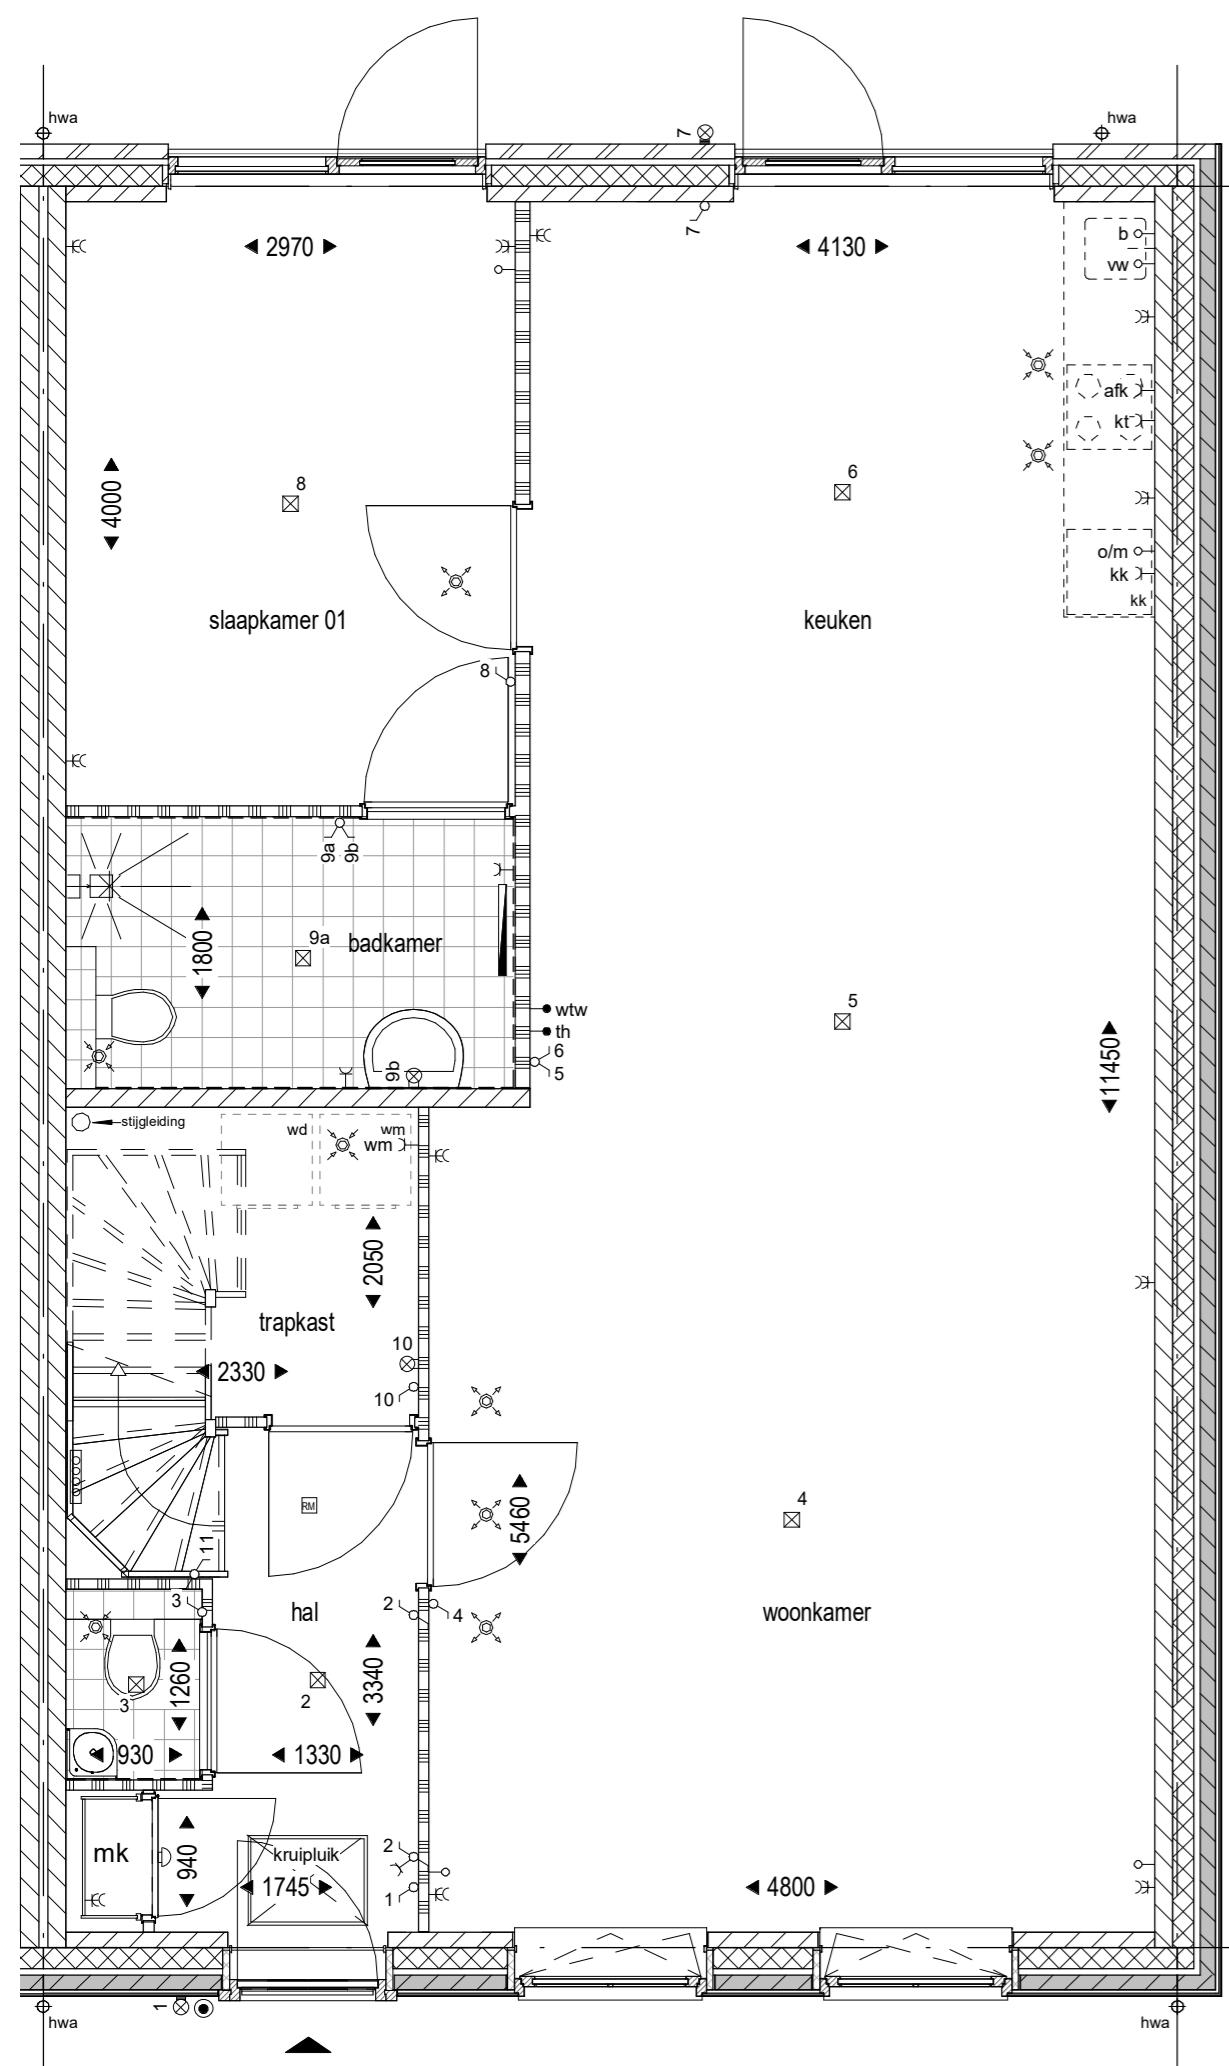 hwa
hwa
7
7
2970
4130
b
vw
afk
kt
4000
8
6
o/m
kk
kk
slaapkamer 01
keuken
8
9a
9b
9a
badkamer
1800
wtw
th
6
5
9b
5
11450
stijgleiding
wd
wm
wm
2050
trapkast
10
2330
10
RM
5460
4
11
3
hal
2
4
woonkamer
1260
3
2
3340
930
1330
mk
940
kruipluik
2
1745
1
4800
1
hwa
hwa